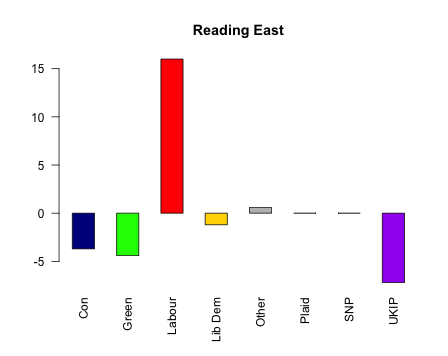 Reading East
15
10
5
0
-5
Con
Green
Labour
Lib Dem
Other
Plaid
SNP
UKIP